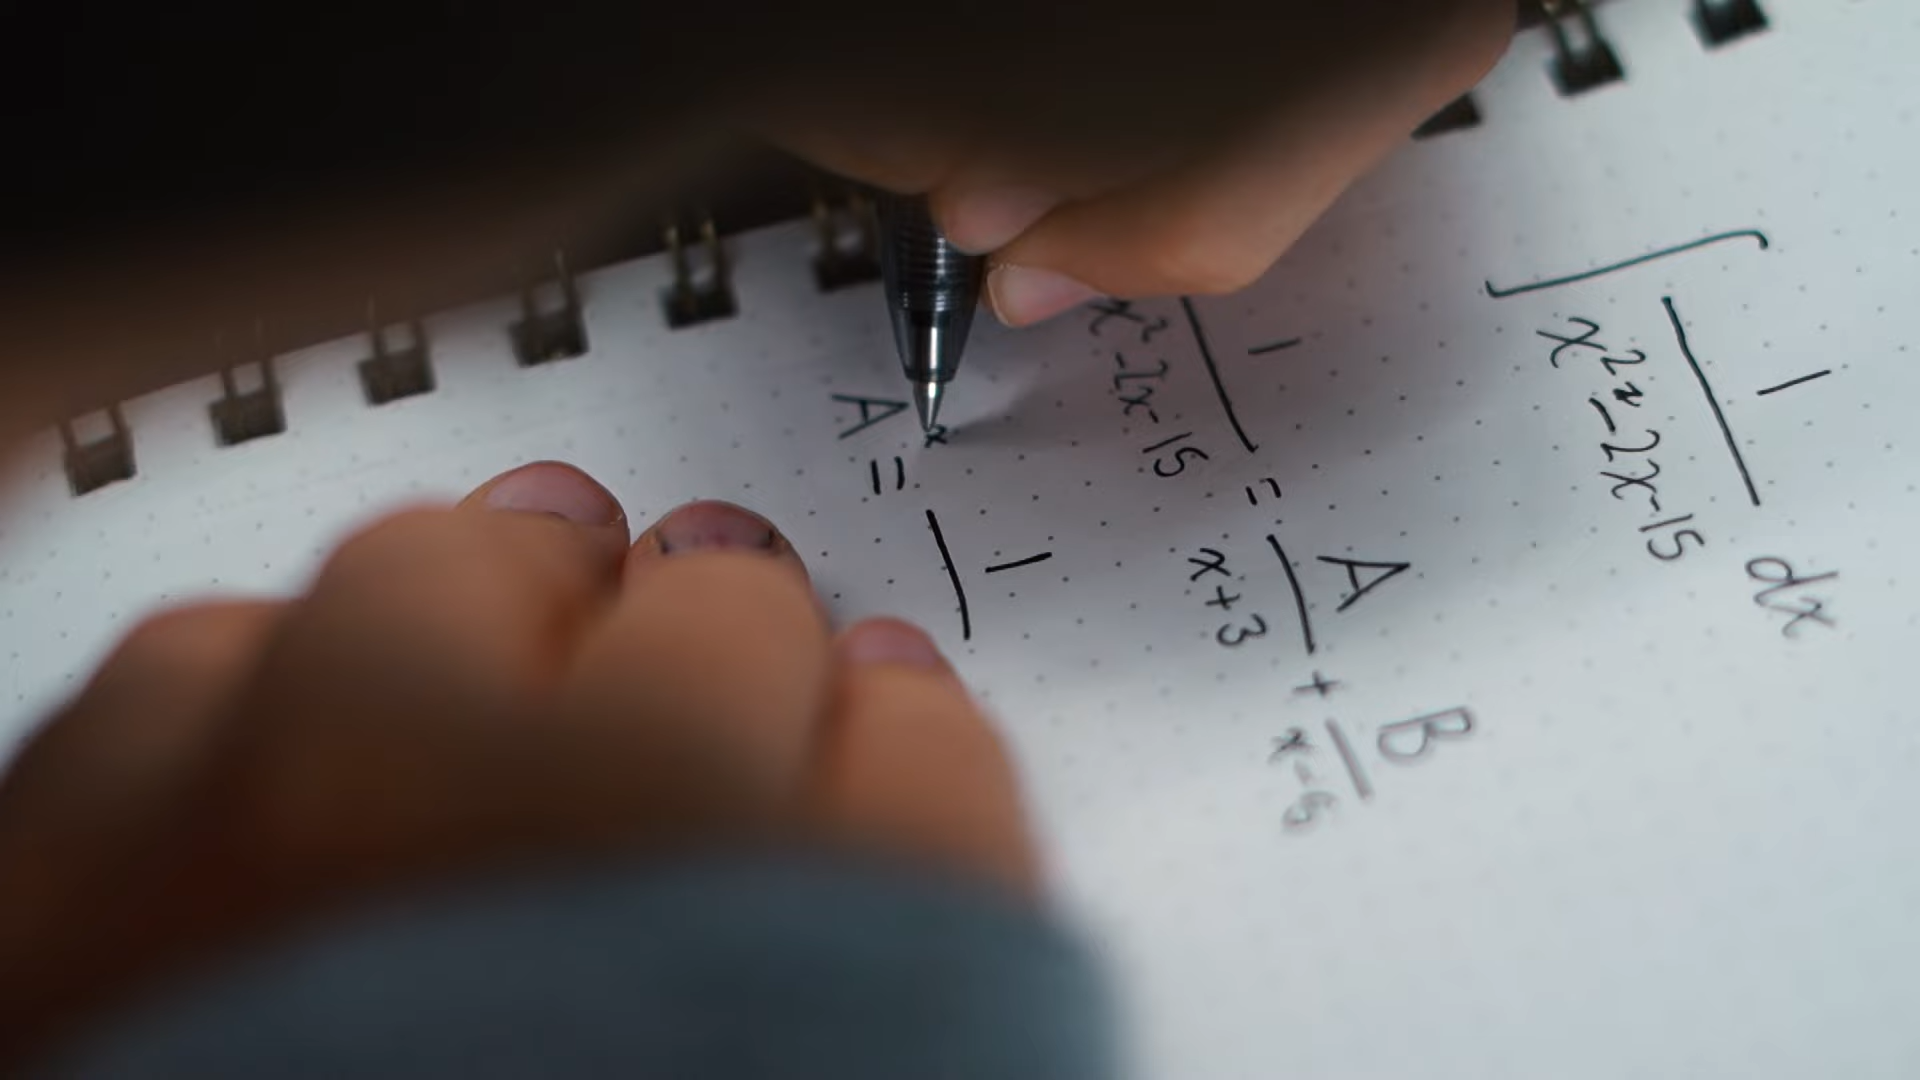 ∫ 1/(x²-2x-15) dx
1/(x²-2x-15) = A/(x+3) + B/(x-5)
A = 1/